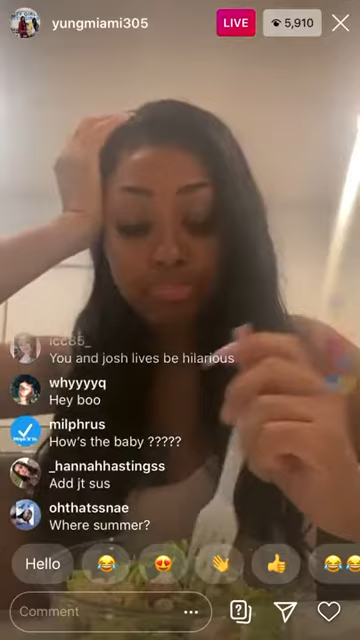 yungmiami305
LIVE
5,910
icc85_
You and josh lives be hilarious
whyyyyq
Hey boo
milphrus
How's the baby ?????
_hannahhastingss
Add jt sus
ohthatssnae
Where summer?
Hello
Comment